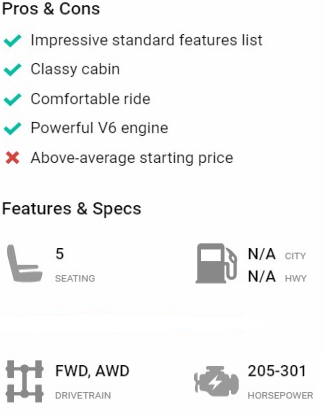 Pros & Cons
Impressive standard features list
Classy cabin
Comfortable ride
Powerful V6 engine
Above-average starting price
Features & Specs
5
SEATING
N/A CITY
N/A HWY
FWD, AWD
DRIVETRAIN
205-301
HORSEPOWER